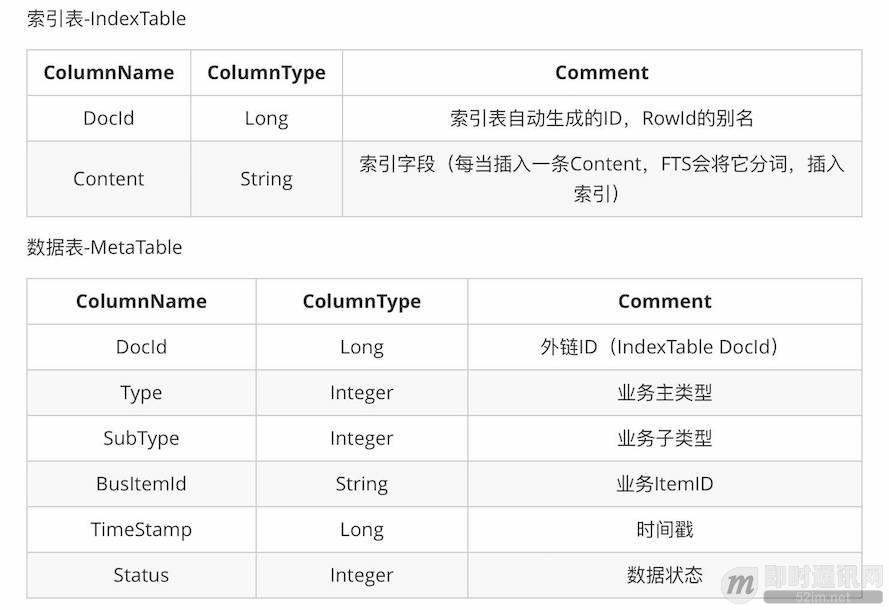 索引表-IndexTable
ColumnName ColumnType Comment
DocId Long 索引表自动生成的ID，RowId的别名
Content String 索引字段（每当插入一条Content，FTS会将它分词，插入
索引）
数据表-MetaTable
ColumnName ColumnType Comment
DocId Long 外链ID（IndexTable DocId）
Type Integer 业务主类型
SubType Integer 业务子类型
BusItemId String 业务ItemID
TimeStamp Long 时间戳
Status Integer 数据状态
即时通讯网
52im.net